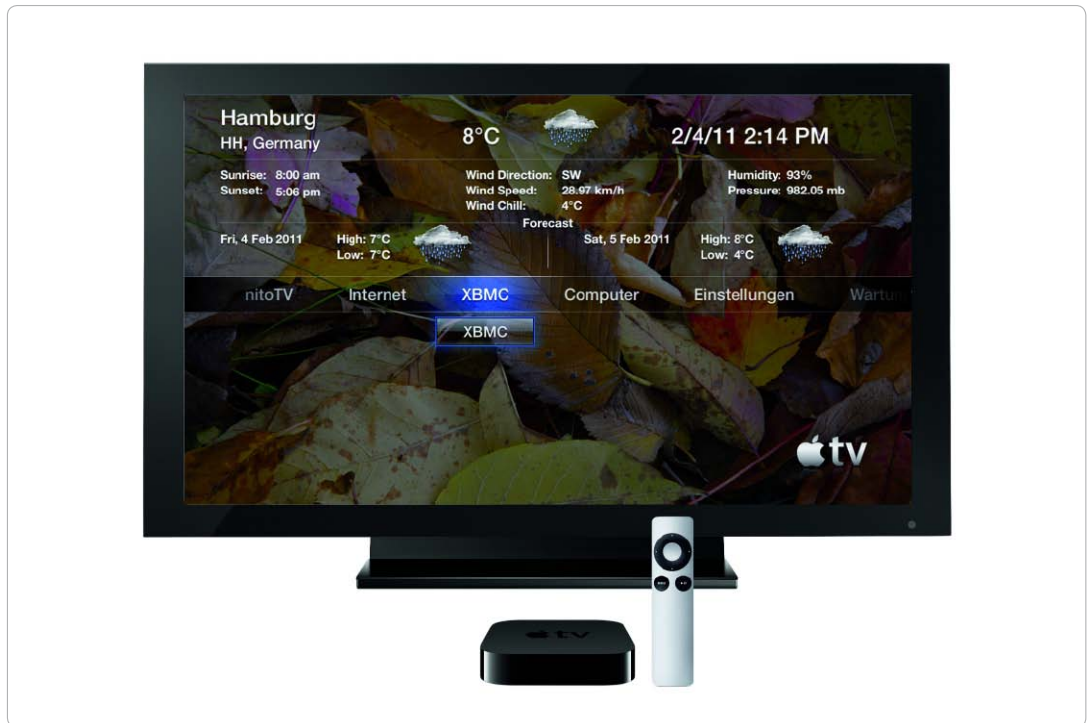 Hamburg
HH, Germany
8°C
2/4/11 2:14 PM
Sunrise: 8:00 am
Sunset: 5:06 pm
Wind Direction: SW
Wind Speed: 28.97 km/h
Wind Chill: 4°C
Humidity: 93%
Pressure: 982.05 mb
Forecast
Fri, 4 Feb 2011
High: 7°C
Low: 7°C
Sat, 5 Feb 2011
High: 8°C
Low: 4°C
nitoTV Internet XBMC Computer Einstellungen
XBMC
tv
tv